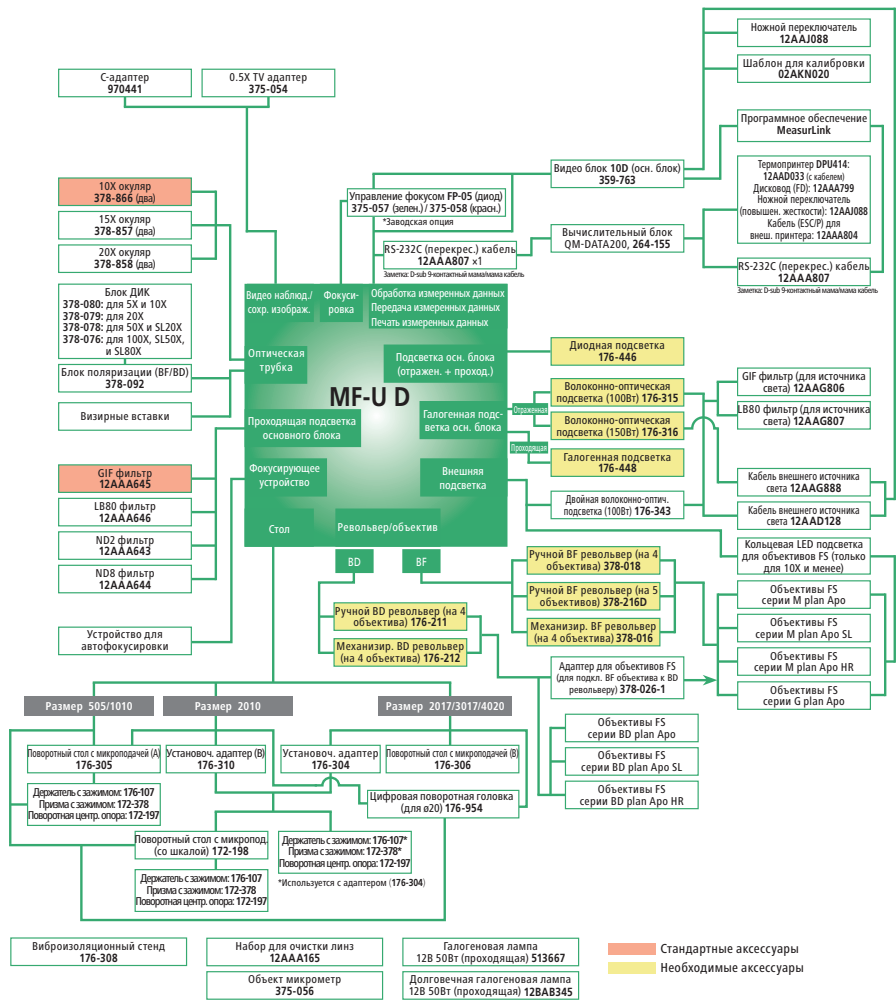 С-адаптер
970441
0.5X TV адаптер
375-054
Ножной переключатель
12AAJ088
Шаблон для калибровки
02AKN020
Программное обеспечение
MeasurLink
Видео блок 10D (осн. блок)
359-763
Термопринтер DPU414:
12AAD033 (с кабелем)
Дисковод (FD): 12AAA799
Ножной переключатель
(повышен. жесткости): 12AAJ088
Кабель (ESC/P) для
внеш. принтера: 12AAA804
10X окуляр
378-866 (два)
15X окуляр
378-857 (два)
20X окуляр
378-858 (два)
Управление фокусом FP-05 (диод)
375-057 (зелен.) / 375-058 (красн.)
*Заводская опция
RS-232C (перекрес.) кабель
12AAA807 x1
Заметка: D-sub 9-контактный мама/мама кабель
Вычислительный блок
QM-DATA200, 264-155
RS-232C (перекрес.) кабель
12AAA807
Заметка: D-sub 9-контактный мама/мама кабель
Блок ДИК
378-080: для 5X и 10X
378-079: для 20X
378-078: для 50X и SL20X
378-076: для 100X, SL50X,
и SL80X
Блок поляризации (BF/BD)
378-092
Визирные вставки
Видео наблюд./
сохр. изображ.
Фокуси-
ровка
Обработка измеренных данных
Передача измеренных данных
Печать измеренных данных
Оптическая
трубка
Подсветка осн. блока
(отражен. + проход.)
MF-U D
Проходящая подсветка
основного блока
Галогенная подс-
ветка осн. блока
Фокусирующее
устройство
Внешняя
подсветка
Стол
Револьвер/объектив
BD
BF
Отраженная
Проходящая
Диодная подсветка
176-446
Волоконно-оптическая
подсветка (100Вт) 176-315
Волоконно-оптическая
подсветка (150Вт) 176-316
Галогенная подсветка
176-448
Двойная волоконно-оптич.
подсветка (100Вт) 176-343
GIF фильтр (для источника
света) 12AAG806
LB80 фильтр (для источника
света) 12AAG807
Кабель внешнего источника
света 12AAG888
Кабель внешнего источника
света 12AAD128
Кольцевая LED подсветка
для объективов FS (только
для 10X и менее)
GIF фильтр
12AAA645
LB80 фильтр
12AAA646
ND2 фильтр
12AAA643
ND8 фильтр
12AAA644
Устройство для
автофокусировки
Ручной BF револьвер (на 4
объектива) 378-018
Ручной BF револьвер (на 5
объективов) 378-216D
Механизир. BF револьвер
(на 4 объектива) 378-016
Ручной BD револьвер (на 4
объектива) 176-211
Механизир. BD револьвер
(на 4 объектива) 176-212
Адаптер для объективов FS
(для подкл. BF объектива к BD
револьверу) 378-026-1
Объективы FS
серии M plan Apo
Объективы FS
серии M plan Apo SL
Объективы FS
серии M plan Apo HR
Объективы FS
серии G plan Apo
Объективы FS
серии BD plan Apo
Объективы FS
серии BD plan Apo SL
Объективы FS
серии BD plan Apo HR
Размер 505/1010
Размер 2010
Размер 2017/3017/4020
Поворотный стол с микроподачей (A)
176-305
Установоч. адаптер (B)
176-310
Установоч. адаптер
176-304
Поворотный стол с микроподачей (B)
176-306
Держатель с зажимом: 176-107
Призма с зажимом: 172-378
Поворотная центр. опора: 172-197
Цифровая поворотная головка
(для ø20) 176-954
Поворотный стол с микропод.
(со шкалой) 172-198
Держатель с зажимом: 176-107*
Призма с зажимом: 172-378*
Поворотная центр. опора: 172-197
*Используется с адаптером (176-304)
Держатель с зажимом: 176-107
Призма с зажимом: 172-378
Поворотная центр. опора: 172-197
Виброизоляционный стенд
176-308
Набор для очистки линз
12AAA165
Объект микрометр
375-056
Галогеновая лампа
12В 50Вт (проходящая) 513667
Долговечная галогеновая лампа
12В 50Вт (проходящая) 12BAB345
Стандартные аксессуары
Необходимые аксессуары